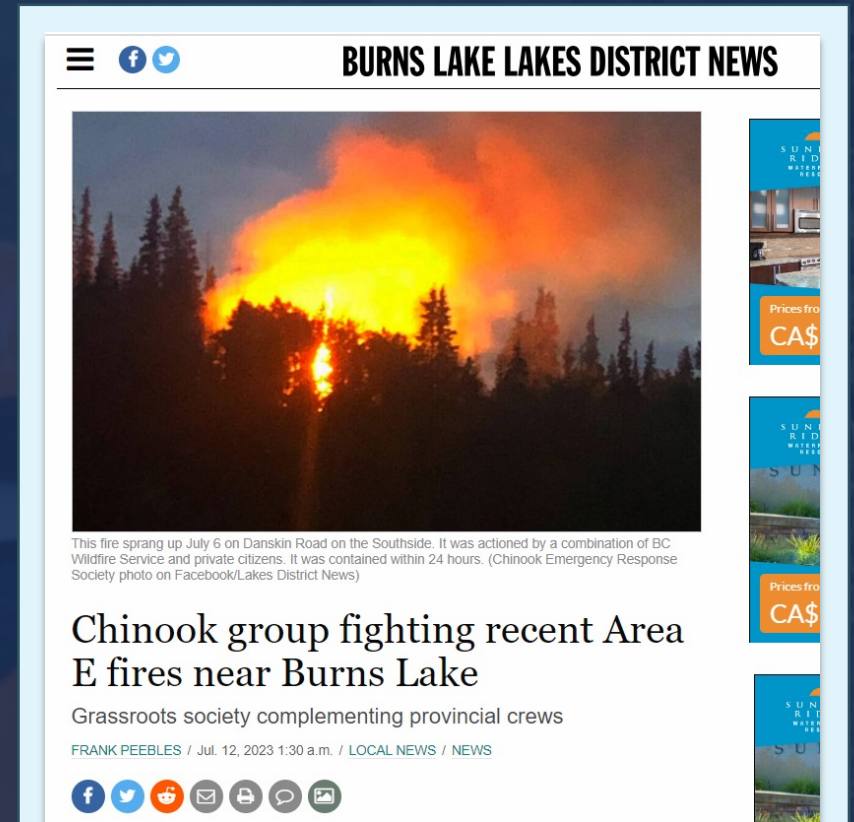 BURNS LAKE LAKES DISTRICT NEWS
This fire sprang up July 6 on Danskin Road on the Southside. It was actioned by a combination of BC
Wildfire Service and private citizens. It was contained within 24 hours. (Chinook Emergency Response
Society photo on Facebook/Lakes District News)
Chinook group fighting recent Area
E fires near Burns Lake
Grassroots society complementing provincial crews
FRANK PEEBLES / Jul. 12, 2023 1:30 a.m. / LOCAL NEWS / NEWS
Prices fro
CA$
Prices fro
CA$